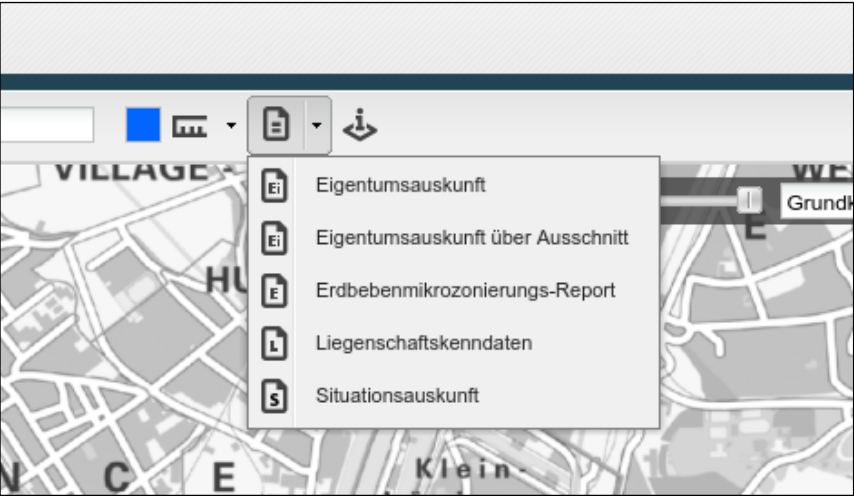 VILLAGE-
WE
Eigentumsauskunft
Grundk
Eigentumsauskunft über Ausschnitt
E
HU
Erdbebenmikrozonierungs-Report
Liegenschaftskenndaten
Situationsauskunft
N C E
Klein-